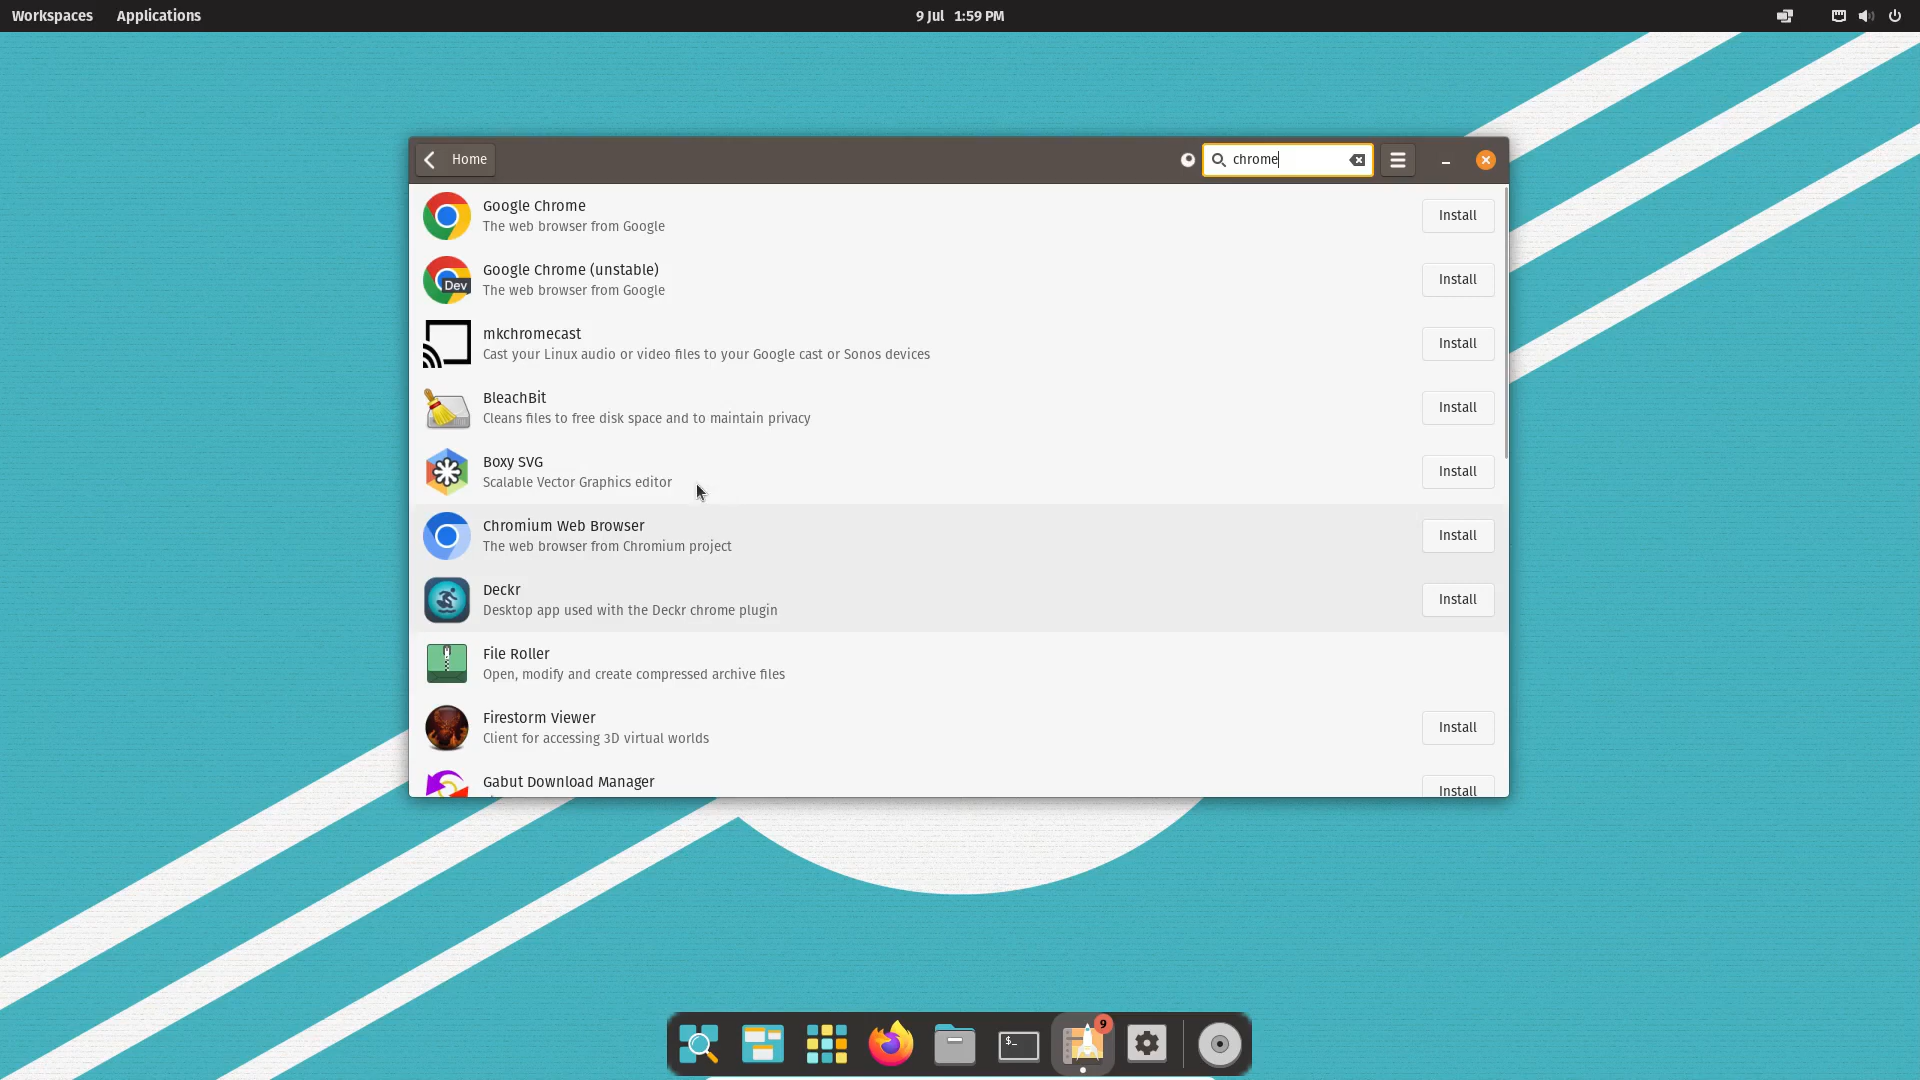 Workspaces Applications 9 Jul 1:59 PM
Home chrome
Google Chrome
The web browser from Google
Install
Google Chrome (unstable)
The web browser from Google
Install
Dev
mkchromecast
Cast your Linux audio or video files to your Google cast or Sonos devices
Install
BleachBit
Cleans files to free disk space and to maintain privacy
Install
Boxy SVG
Scalable Vector Graphics editor
Install
Chromium Web Browser
The web browser from Chromium project
Install
Deckr
Desktop app used with the Deckr chrome plugin
Install
File Roller
Open, modify and create compressed archive files
Firestorm Viewer
Client for accessing 3D virtual worlds
Install
Gabut Download Manager
Install
$_
9